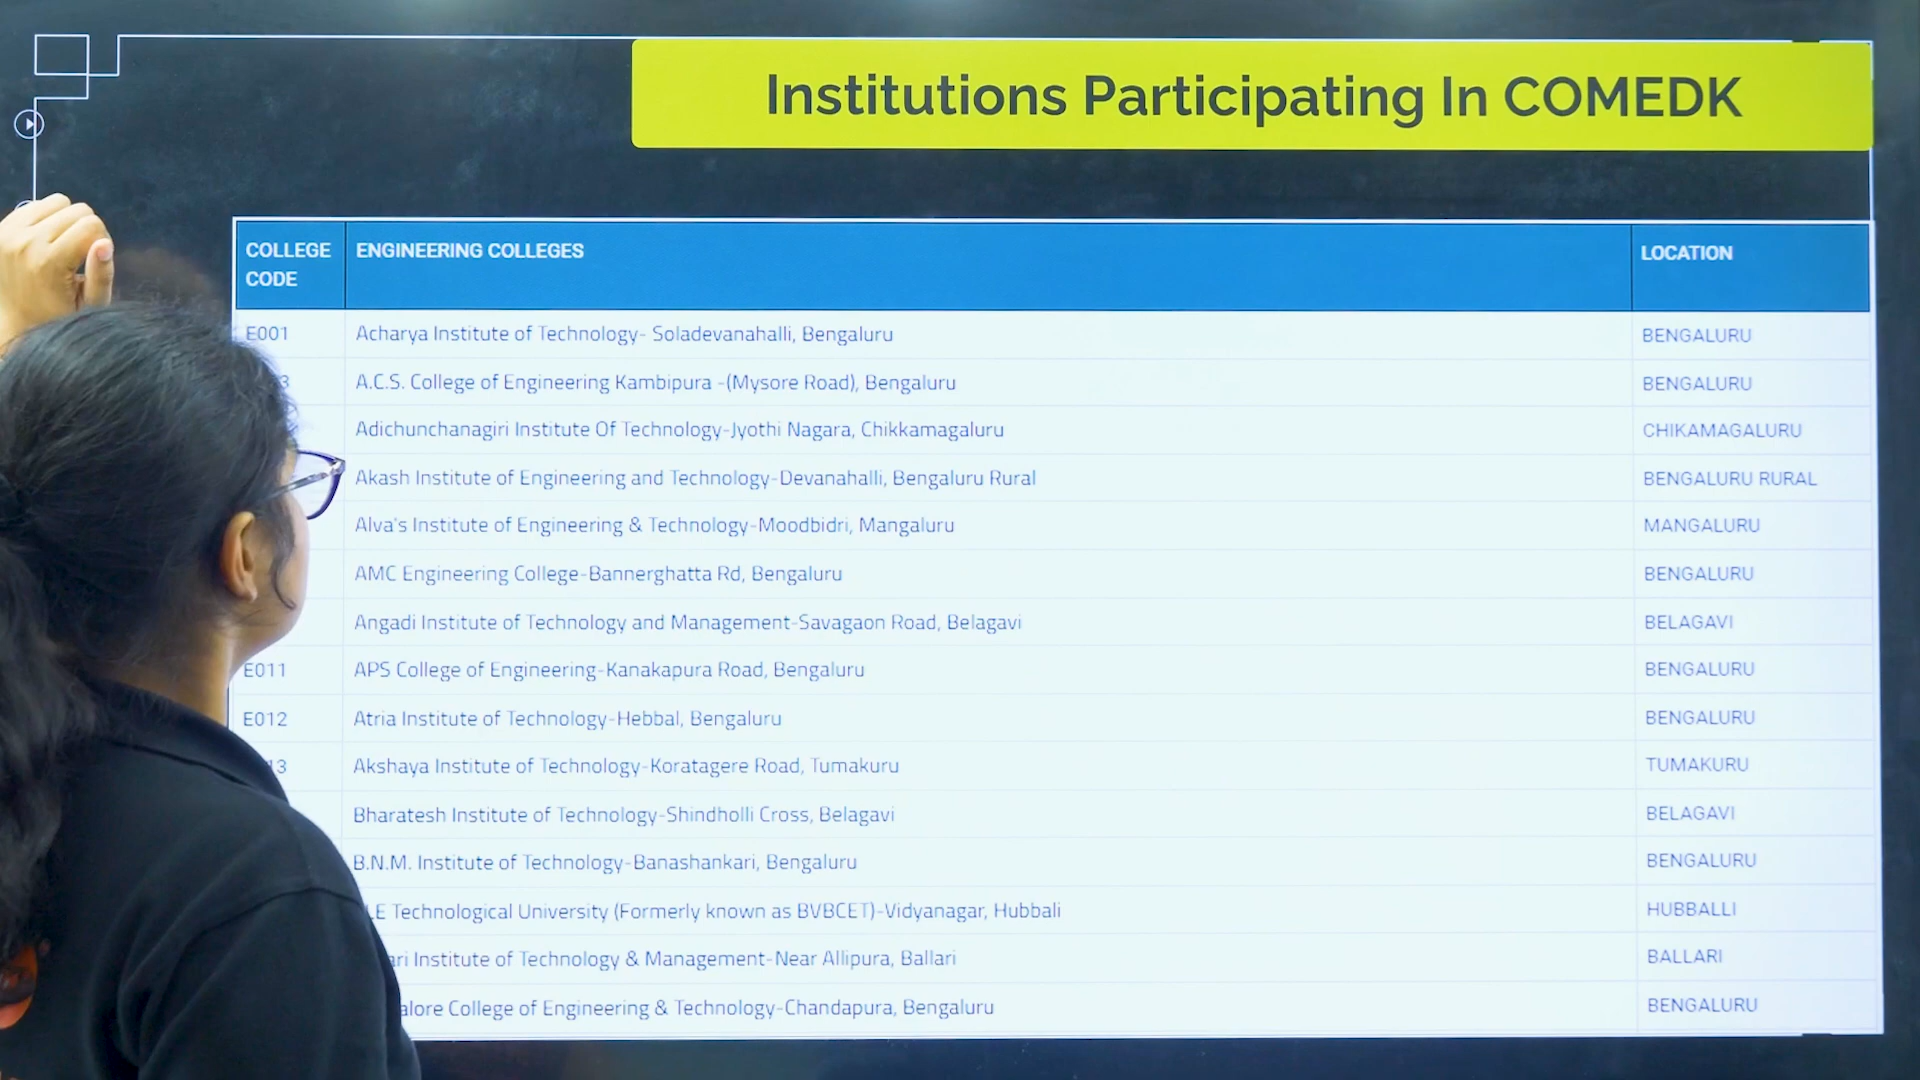 Institutions Participating In COMEDK
COLLEGE CODE ENGINEERING COLLEGES LOCATION
E001 Acharya Institute of Technology- Soladevanahalli, Bengaluru BENGALURU
A.C.S. College of Engineering Kambipura -(Mysore Road), Bengaluru BENGALURU
Adichunchanagiri Institute Of Technology-Jyothi Nagara, Chikkamagaluru CHIKAMAGALURU
Akash Institute of Engineering and Technology-Devanahalli, Bengaluru Rural BENGALURU RURAL
Alva's Institute of Engineering & Technology-Moodbidri, Mangaluru MANGALURU
AMC Engineering College-Bannerghatta Rd, Bengaluru BENGALURU
Angadi Institute of Technology and Management-Savagaon Road, Belagavi BELAGAVI
E011 APS College of Engineering-Kanakapura Road, Bengaluru BENGALURU
E012 Atria Institute of Technology-Hebbal, Bengaluru BENGALURU
Akshaya Institute of Technology-Koratagere Road, Tumakuru TUMAKURU
Bharatesh Institute of Technology-Shindholli Cross, Belagavi BELAGAVI
B.N.M. Institute of Technology-Banashankari, Bengaluru BENGALURU
Technological University (Formerly known as BVBCET)-Vidyanagar, Hubbali HUBBALLI
Institute of Technology & Management-Near Allipura, Ballari BALLARI
College of Engineering & Technology-Chandapura, Bengaluru BENGALURU